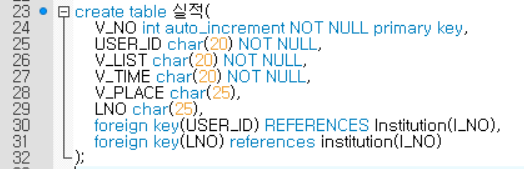 23 create table 실적(
24 V_NO int auto_increment NOT NULL primary key,
25 USER_ID char(20) NOT NULL,
26 V_LIST char(20) NOT NULL,
27 V_TIME char(20) NOT NULL,
28 V_PLACE char(25),
29 LNO char(25),
30 foreign key(USER_ID) REFERENCES Institution(I_NO),
31 foreign key(LNO) references institution(I_NO)
32 );